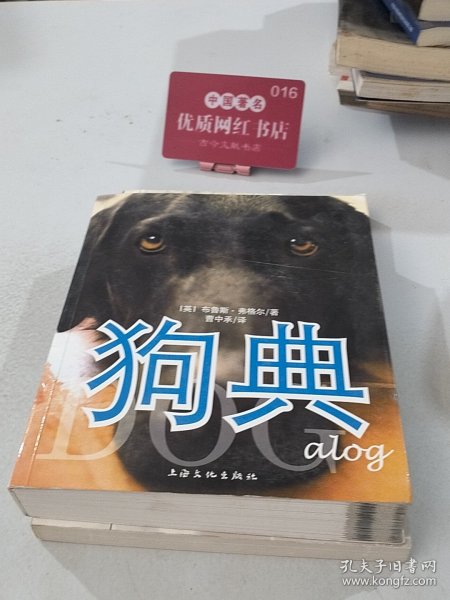 016
中国著名
优质网红书店
古今文献书店
[英] 布鲁斯·弗格尔/著
曹中承/译
狗典
DOG
alog
上海文化出版社
孔夫子旧书网
www.kongfz.com